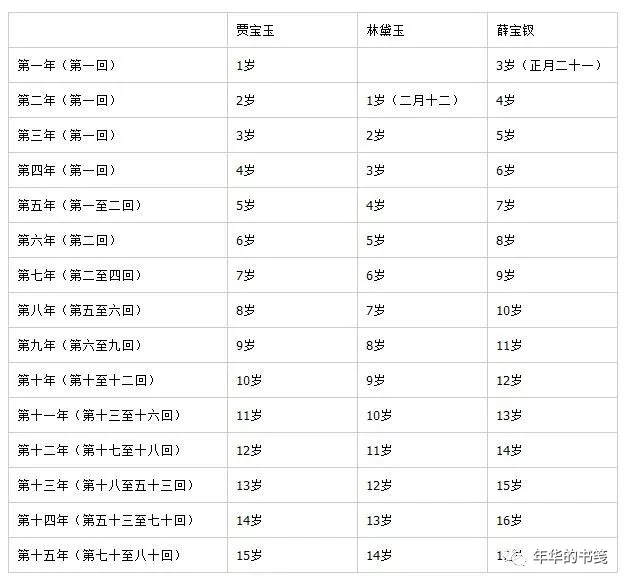 贾宝玉 林黛玉 薛宝钗
第一年（第一回） 1岁 3岁（正月二十一）
第二年（第一回） 2岁 1岁（二月十二） 4岁
第三年（第一回） 3岁 2岁 5岁
第四年（第一回） 4岁 3岁 6岁
第五年（第一至二回） 5岁 4岁 7岁
第六年（第二回） 6岁 5岁 8岁
第七年（第二至四回） 7岁 6岁 9岁
第八年（第五至六回） 8岁 7岁 10岁
第九年（第六至九回） 9岁 8岁 11岁
第十年（第十至十二回） 10岁 9岁 12岁
第十一年（第十三至十六回） 11岁 10岁 13岁
第十二年（第十七至十八回） 12岁 11岁 14岁
第十三年（第十八至五十三回） 13岁 12岁 15岁
第十四年（第五十三至七十回） 14岁 13岁 16岁
第十五年（第七十至八十回） 15岁 14岁
年华的书笺